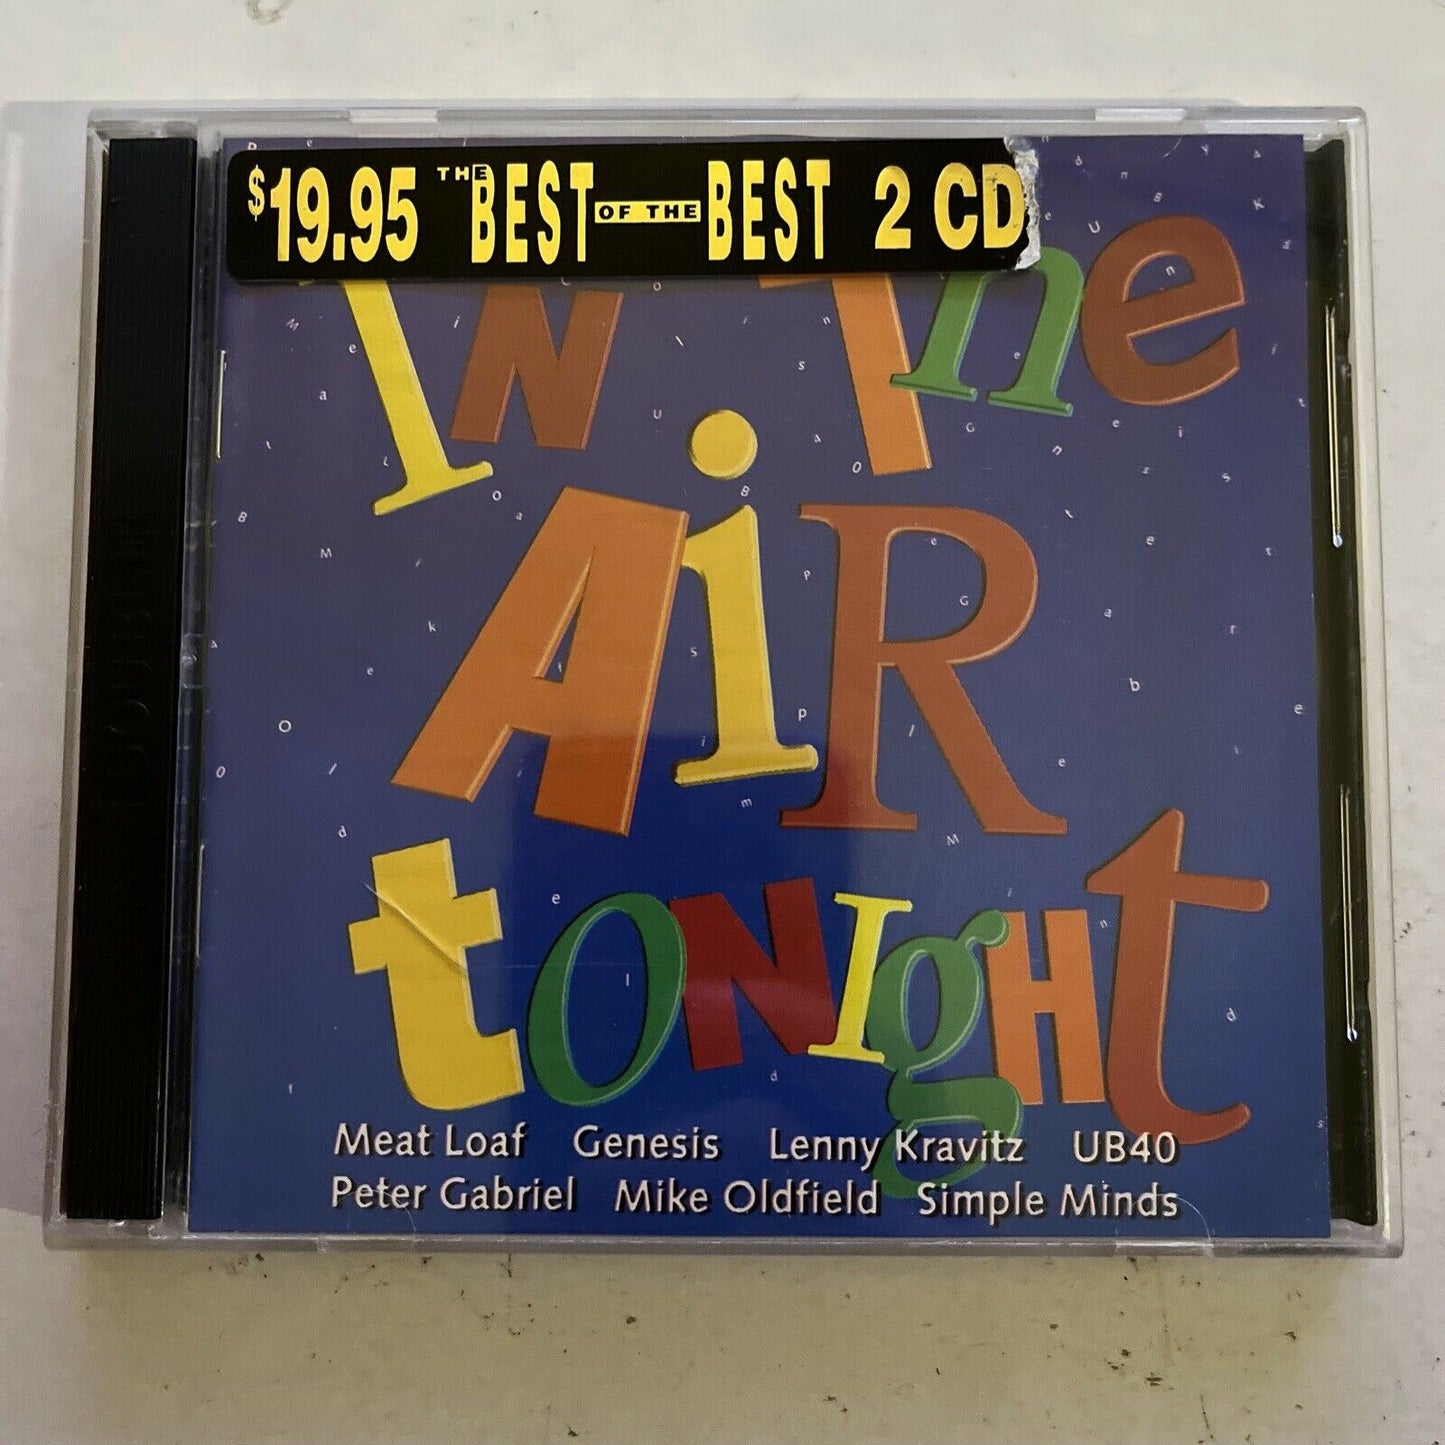 $19.95 THE BEST OF THE BEST 2 CD
IN The
AiR
tONIgHt
Meat Loaf Genesis Lenny Kravitz UB40
Peter Gabriel Mike Oldfield Simple Minds